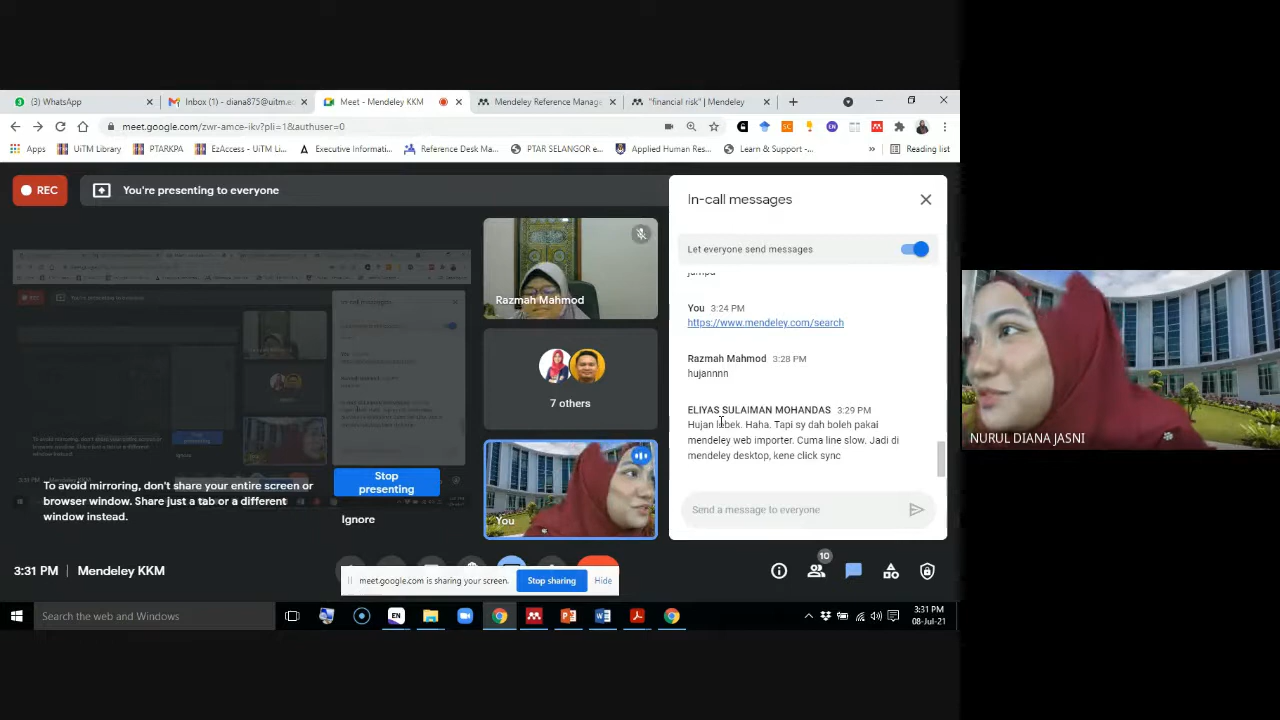 (3) WhatsApp
Inbox (1) - diana875@uitm.e
Meet - Mendeley KKM
Mendeley Reference Manage
"financial risk" | Mendeley
meet.google.com/zwr-amce-ikv?pli=1&authuser=0
Apps
UiTM Library
PTARKPA
EzAccess - UiTM Li...
Executive Informati...
Reference Desk Ma...
PTAR SELANGOR e...
Applied Human Res...
Learn & Support -...
»
Reading list
REC
You're presenting to everyone
In-call messages
Let everyone send messages
You 3:24 PM
https://www.mendeley.com/search
Razmah Mahmod 3:28 PM
hujannnn
ELIYAS SULAIMAN MOHANDAS 3:29 PM
Hujan lebek. Haha. Tapi sy dah boleh pakai
mendeley web importer. Cuma line slow. Jadi di
mendeley desktop, kene click sync
Send a message to everyone
Razmah Mahmod
7 others
You
To avoid mirroring, don't share your entire screen or
browser window. Share just a tab or a different
window instead.
Stop
presenting
Ignore
NURUL DIANA JASNI
3:31 PM | Mendeley KKM
10
meet.google.com is sharing your screen.
Stop sharing
Hide
Search the web and Windows
EN
3:31 PM
08-Jul-21